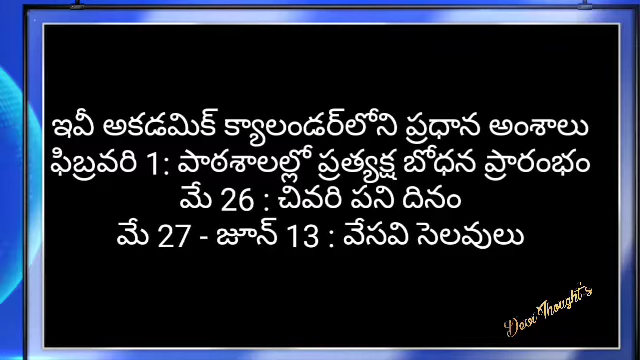 ఇవీ అకడమిక్ క్యాలండర్‌లోని ప్రధాన అంశాలు
ఫిబ్రవరి 1: పాఠశాలల్లో ప్రత్యక్ష బోధన ప్రారంభం
మే 26 : చివరి పని దినం
మే 27 - జూన్ 13 : వేసవి సెలవులు
Devi Thought's